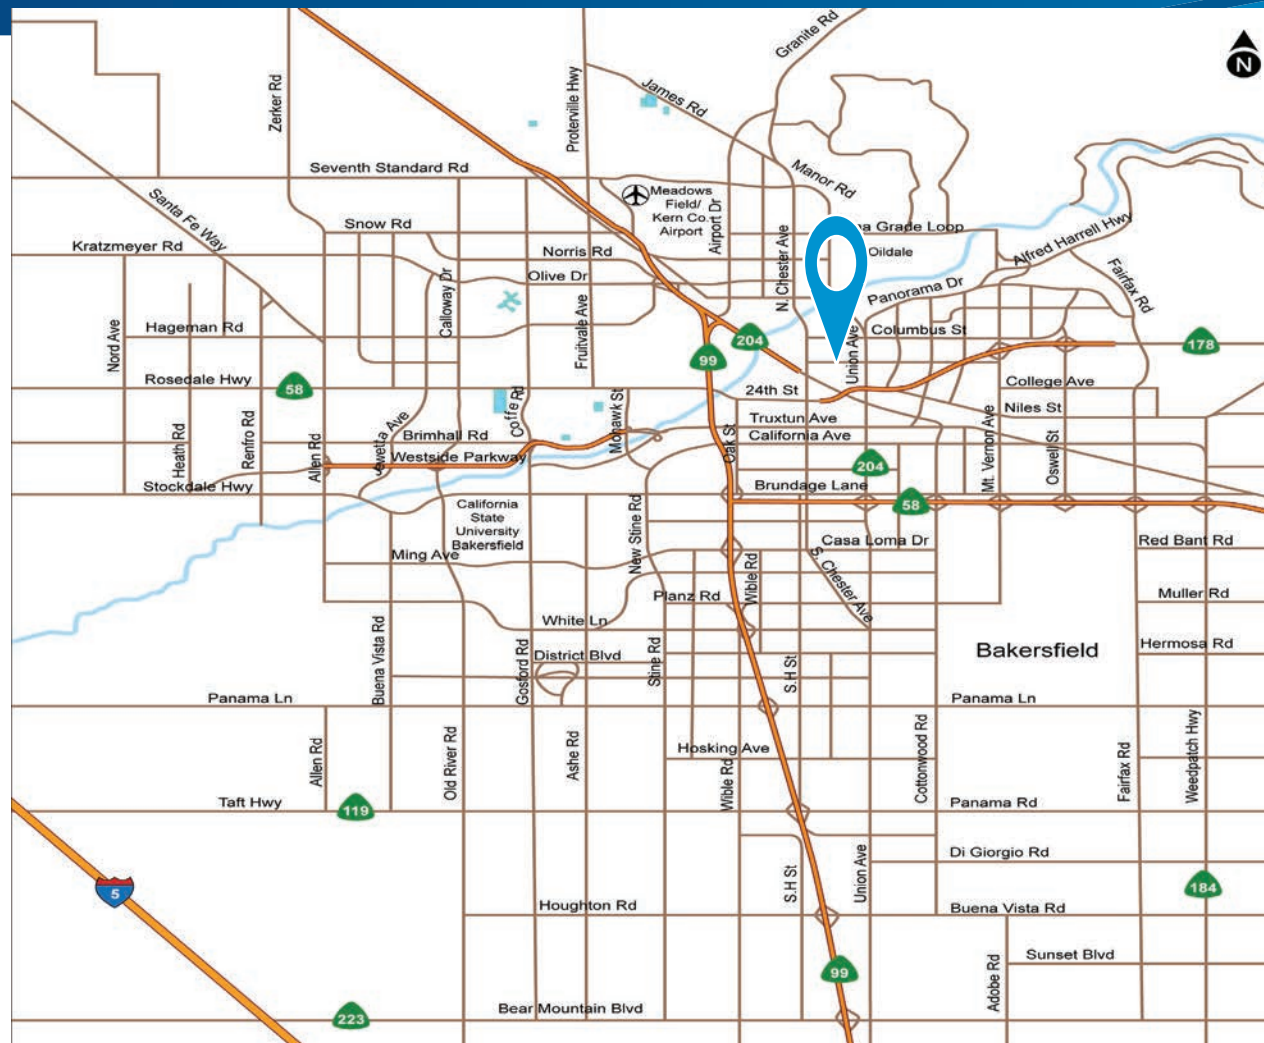 Granite Rd
N
Zerker Rd
Proterville Hwy
James Rd
Seventh Standard Rd
Manor Rd
Meadows
Field/
Kern Co.
Airport
Airport Dr
Santa Fe Way
Snow Rd
N. Chester Ave
na Grade Loop
Kratzmeyer Rd
Norris Rd
Oildale
Alfred Harrell Hwy
Olive Dr
Panorama Dr
Fairfax Rd
Calloway Dr
Nord Ave
Hageman Rd
Fruitvale Ave
Columbus St
Union Ave
204
178
99
Rosedale Hwy
58
24th St
College Ave
Coffe Rd
Mohawk St
Niles St
Truxtun Ave
Heath Rd
Renfro Rd
Allen Rd
Jewetta Ave
Brimhall Rd
Oak St
California Ave
Mt. Vernon Ave
Oswell St
Westside Parkway
204
Stockdale Hwy
Brundage Lane
58
California
State
University
Bakersfield
New Stine Rd
Casa Loma Dr
Red Bant Rd
Ming Ave
S. Chester Ave
Wible Rd
Planz Rd
Muller Rd
White Ln
Buena Vista Rd
Gosford Rd
District Blvd
Stine Rd
S.H St
Bakersfield
Hermosa Rd
Panama Ln
Panama Ln
Allen Rd
Old River Rd
Ashe Rd
Hosking Ave
Wible Rd
Cottonwood Rd
Fairfax Rd
Weedpatch Hwy
Taft Hwy
119
Panama Rd
Di Giorgio Rd
5
S.H St
Union Ave
184
Houghton Rd
Buena Vista Rd
Sunset Blvd
99
Adobe Rd
Bear Mountain Blvd
223